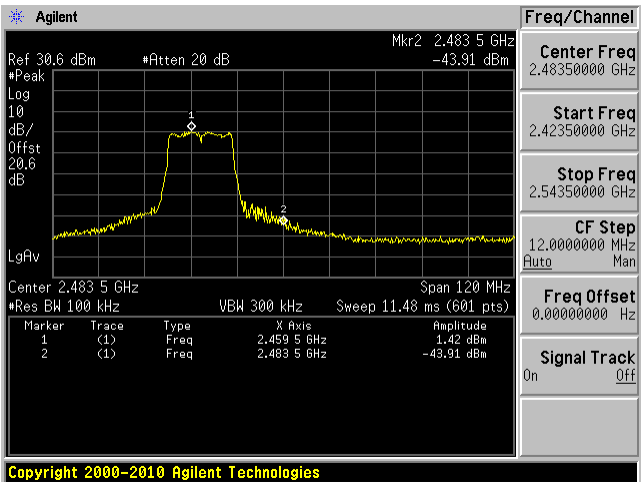 Agilent
Freq/Channel
Mkr2 2.483 5 GHz
Ref 30.6 dBm #Atten 20 dB -43.91 dBm
#Peak
Log
10
dB/
Offst
20.6
dB
1
2
LgAv
Center 2.483 5 GHz Span 120 MHz
#Res BW 100 kHz VBW 300 kHz Sweep 11.48 ms (601 pts)
Marker Trace Type X Axis Amplitude
1 (1) Freq 2.459 5 GHz 1.42 dBm
2 (1) Freq 2.483 5 GHz -43.91 dBm
Center Freq
2.48350000 GHz
Start Freq
2.42350000 GHz
Stop Freq
2.54350000 GHz
CF Step
12.0000000 MHz
Auto Man
Freq Offset
0.00000000 Hz
Signal Track
On Off
Copyright 2000-2010 Agilent Technologies